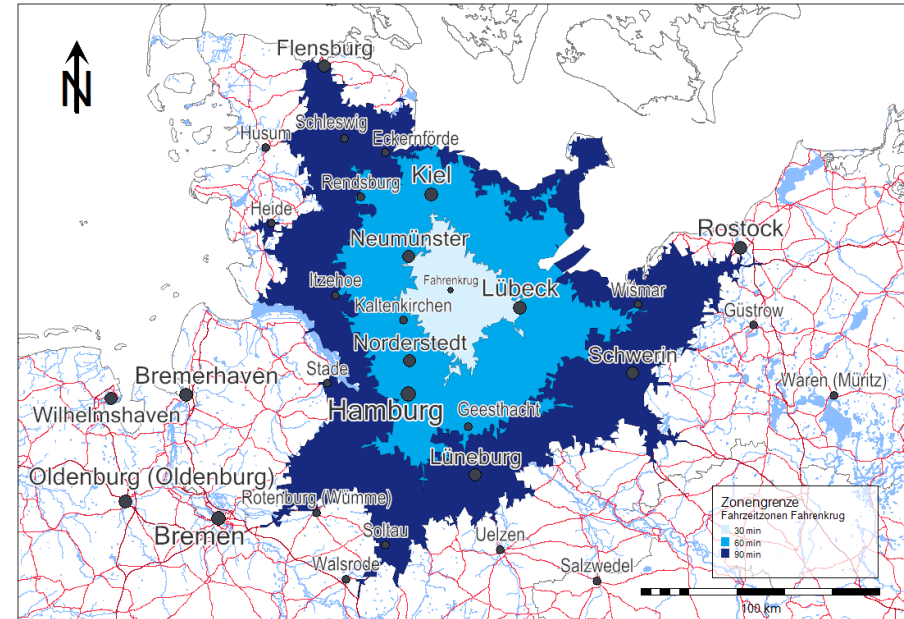 N
Flensburg
Schleswig
Husum
Eckernförde
Rendsburg
Kiel
Heide
Neumünster
Rostock
Itzehoe
Fahrenkrug
Lübeck
Wismar
Kaltenkirchen
Güstrow
Norderstedt
Schwerin
Stade
Bremerhaven
Waren (Müritz)
Wilhelmshaven
Hamburg
Geesthacht
Lüneburg
Oldenburg (Oldenburg)
Rotenburg (Wümme)
Bremen
Soltau
Uelzen
Walsrode
Salzwedel
Zonengrenze
Fahrzeitzonen Fahrenkrug
30 min
60 min
90 min
100 km